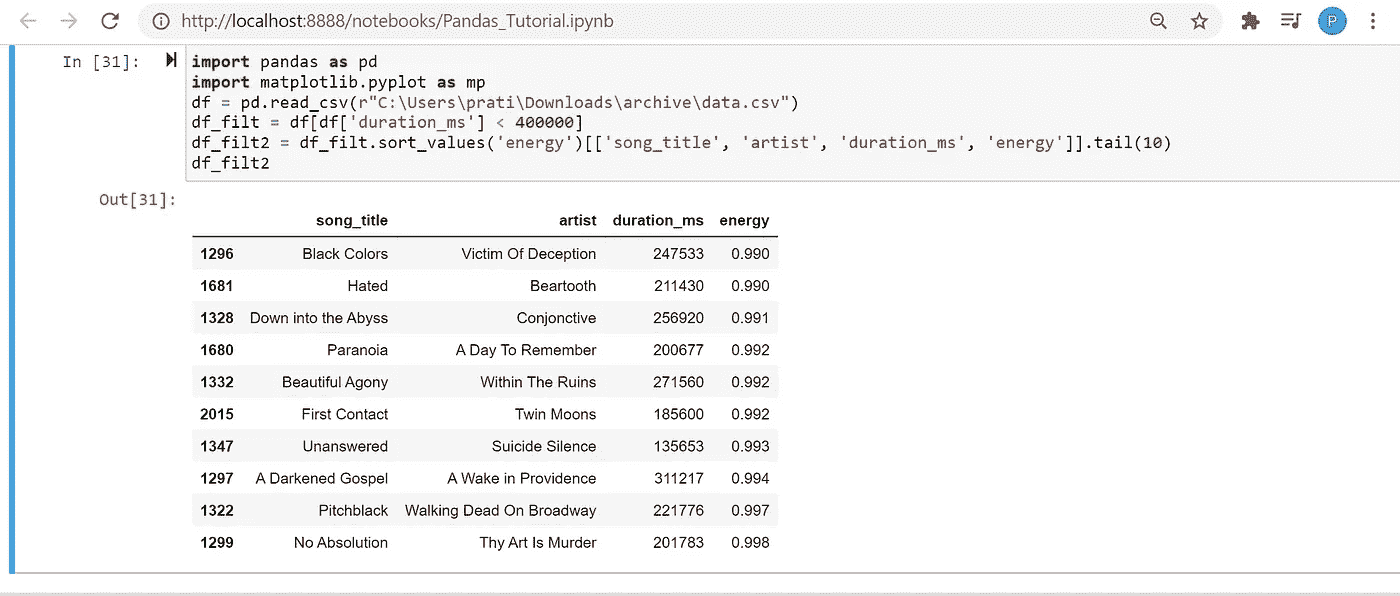 http://localhost:8888/notebooks/Pandas_Tutorial.ipynb
P
In [31]:
import pandas as pd
import matplotlib.pyplot as mp
df = pd.read_csv(r"C:\Users\prati\Downloads\archive\data.csv")
df_filt = df[df['duration_ms'] < 400000]
df_filt2 = df_filt.sort_values('energy')[['song_title', 'artist', 'duration_ms', 'energy']].tail(10)
df_filt2
Out[31]:
song_title artist duration_ms energy
1296 Black Colors Victim Of Deception 247533 0.990
1681 Hated Beartooth 211430 0.990
1328 Down into the Abyss Conjonctive 256920 0.991
1680 Paranoia A Day To Remember 200677 0.992
1332 Beautiful Agony Within The Ruins 271560 0.992
2015 First Contact Twin Moons 185600 0.992
1347 Unanswered Suicide Silence 135653 0.993
1297 A Darkened Gospel A Wake in Providence 311217 0.994
1322 Pitchblack Walking Dead On Broadway 221776 0.997
1299 No Absolution Thy Art Is Murder 201783 0.998